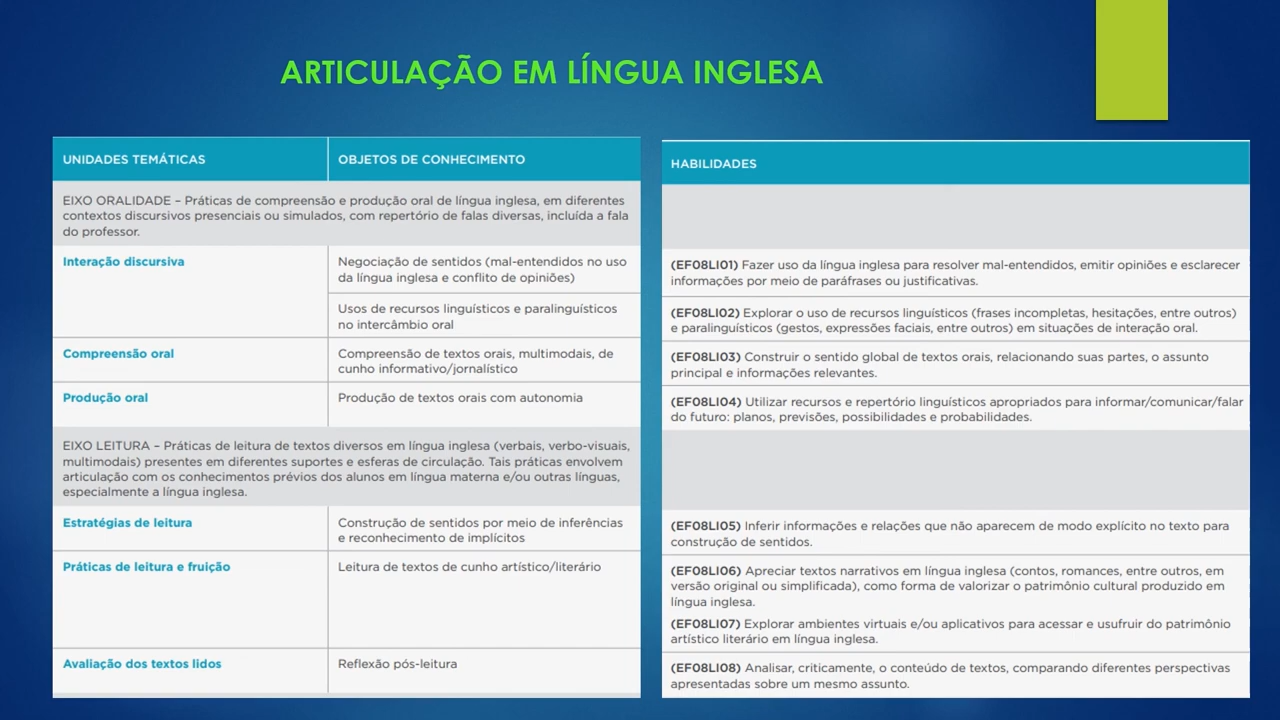 ARTICULAÇÃO EM LÍNGUA INGLESA
UNIDADES TEMÁTICAS
OBJETOS DE CONHECIMENTO
HABILIDADES
EIXO ORALIDADE – Práticas de compreensão e produção oral de língua inglesa, em diferentes
contextos discursivos presenciais ou simulados, com repertório de falas diversas, incluída a fala
do professor.
Interação discursiva
Negociação de sentidos (mal-entendidos no uso
da língua inglesa e conflito de opiniões)
(EF08LI01) Fazer uso da língua inglesa para resolver mal-entendidos, emitir opiniões e esclarecer
informações por meio de paráfrases ou justificativas.
Usos de recursos linguísticos e paralinguísticos
no intercâmbio oral
(EF08LI02) Explorar o uso de recursos linguísticos (frases incompletas, hesitações, entre outros)
e paralinguísticos (gestos, expressões faciais, entre outros) em situações de interação oral.
Compreensão oral
Compreensão de textos orais, multimodais, de
cunho informativo/jornalístico
(EF08LI03) Construir o sentido global de textos orais, relacionando suas partes, o assunto
principal e informações relevantes.
Produção oral
Produção de textos orais com autonomia
(EF08LI04) Utilizar recursos e repertório linguísticos apropriados para informar/comunicar/falar
do futuro: planos, previsões, possibilidades e probabilidades.
EIXO LEITURA – Práticas de leitura de textos diversos em língua inglesa (verbais, verbo-visuais,
multimodais) presentes em diferentes suportes e esferas de circulação. Tais práticas envolvem
articulação com os conhecimentos prévios dos alunos em língua materna e/ou outras línguas,
especialmente a língua inglesa.
Estratégias de leitura
Construção de sentidos por meio de inferências
e reconhecimento de implícitos
(EF08LI05) Inferir informações e relações que não aparecem de modo explícito no texto para
construção de sentidos.
Práticas de leitura e fruição
Leitura de textos de cunho artístico/literário
(EF08LI06) Apreciar textos narrativos em língua inglesa (contos, romances, entre outros, em
versão original ou simplificada), como forma de valorizar o patrimônio cultural produzido em
língua inglesa.
(EF08LI07) Explorar ambientes virtuais e/ou aplicativos para acessar e usufruir do patrimônio
artístico literário em língua inglesa.
Avaliação dos textos lidos
Reflexão pós-leitura
(EF08LI08) Analisar, criticamente, o conteúdo de textos, comparando diferentes perspectivas
apresentadas sobre um mesmo assunto.